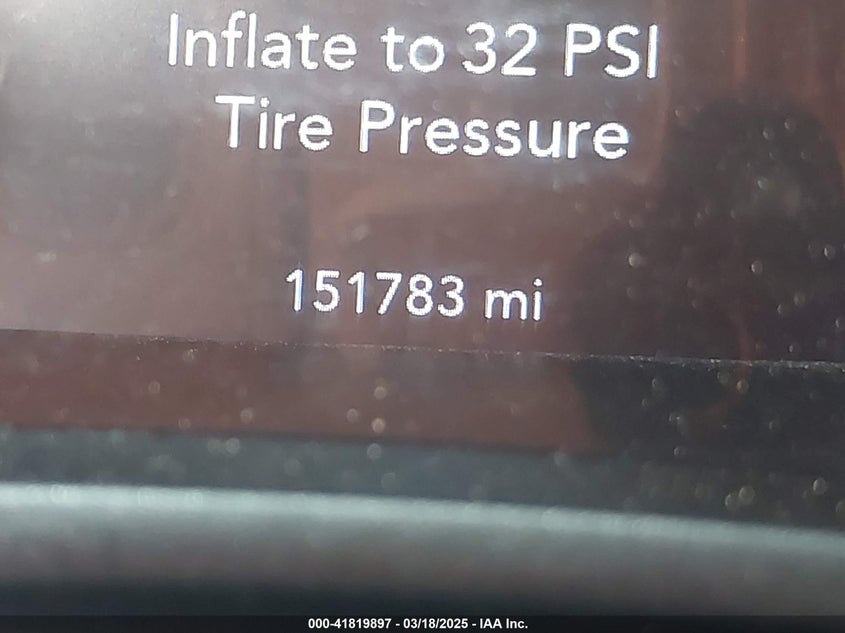 Inflate to 32 PSI
Tire Pressure
151783 mi
000-41819897 - 03/18/2025 - IAA Inc.